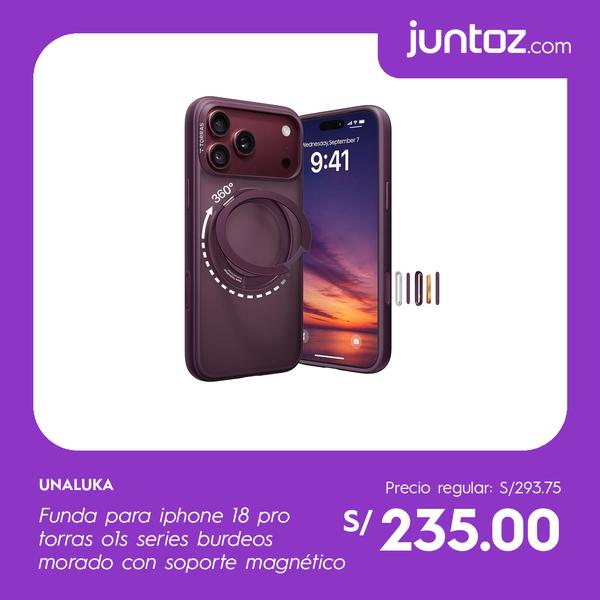 juntoz.com
TORRAS
Wednesday, September 7
9:41
360°
UNALUKA
Funda para iphone 18 pro
torras o1s series burdeos
morado con soporte magnético
Precio regular: S/293.75
S/ 235.00